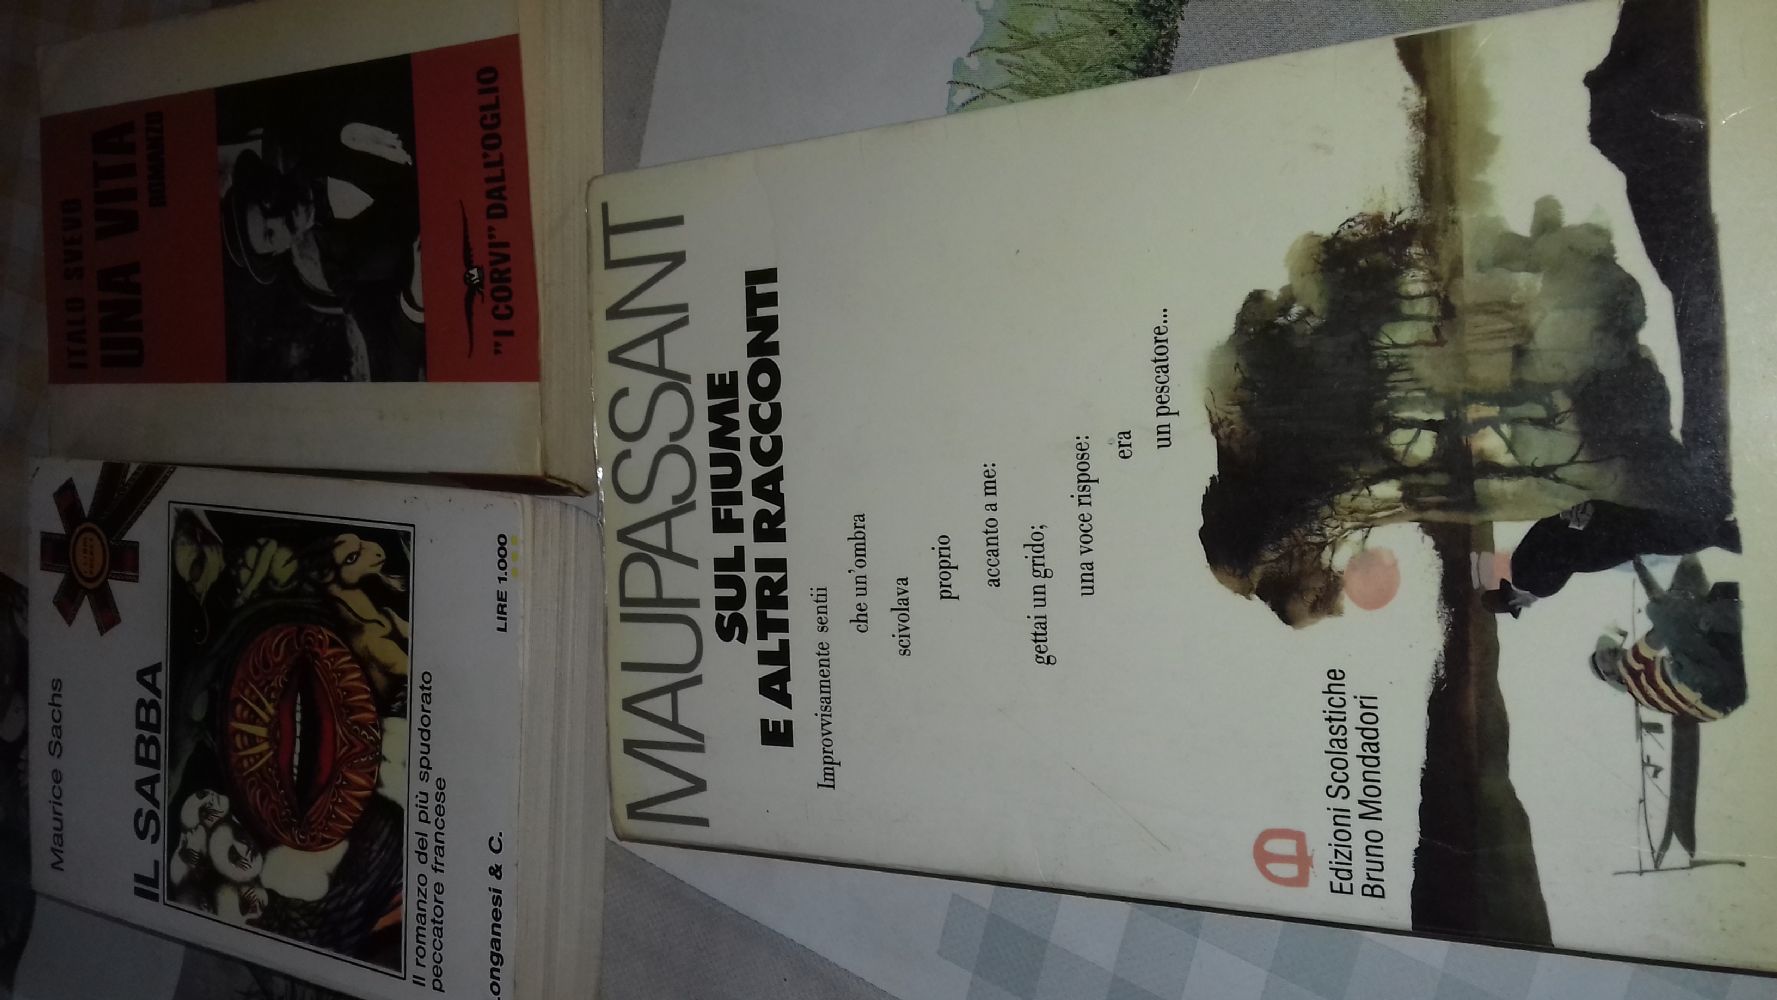 Maurice Sachs
IL SABBA
Il romanzo del più spudorato
peccatore francese
LIRE 1.000
Longanesi & C.
ITALO SVEVO
UNA VITA
ROMANZO
"I CORVI" DALL'OGLIO
MAUPASSANT
SUL FIUME
E ALTRI RACCONTI
Improvvisamente sentii
che un'ombra
scivolava
proprio
accanto a me:
gettai un grido;
una voce rispose:
era
un pescatore...
Edizioni Scolastiche
Bruno Mondadori